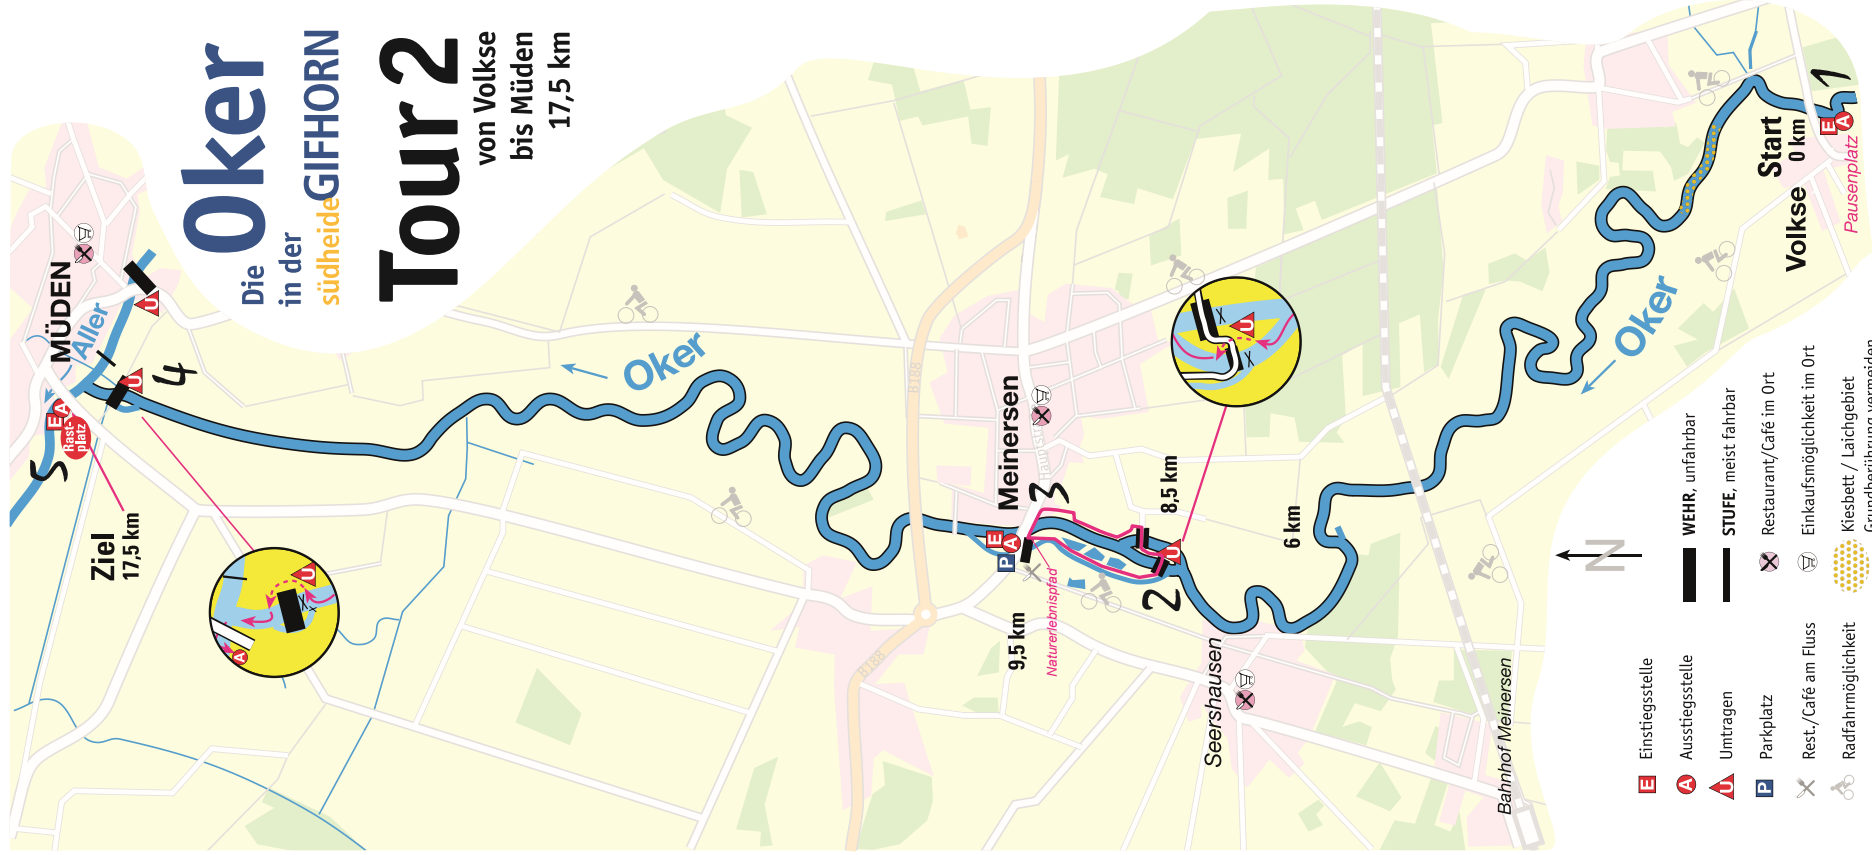 Die Oker
in der
südheide GIFHORN
Tour 2
von Volkse
bis Müden
17,5 km
MÜDEN
Aller
U
U
4
E
A
Rast-
platz
5
Ziel
17,5 km
A
U
Oker
B188
B188
Meinersen
Hauptstr
3
E
A
P
9,5 km
Naturerlebnispfad
2
U
8,5 km
U
6 km
Seershausen
Bahnhof Meinersen
Oker
Start
0 km
Volkse
Pausenplatz
E
A
1
N
E Einstiegsstelle
A Ausstiegsstelle
U Umtragen
P Parkplatz
Rest./Café am Fluss
Radfahrmöglichkeit
WEHR, unfahrbar
STUFE, meist fahrbar
Restaurant/Café im Ort
Einkaufsmöglichkeit im Ort
Kiesbett / Laichgebiet
Grundberührung vermeiden